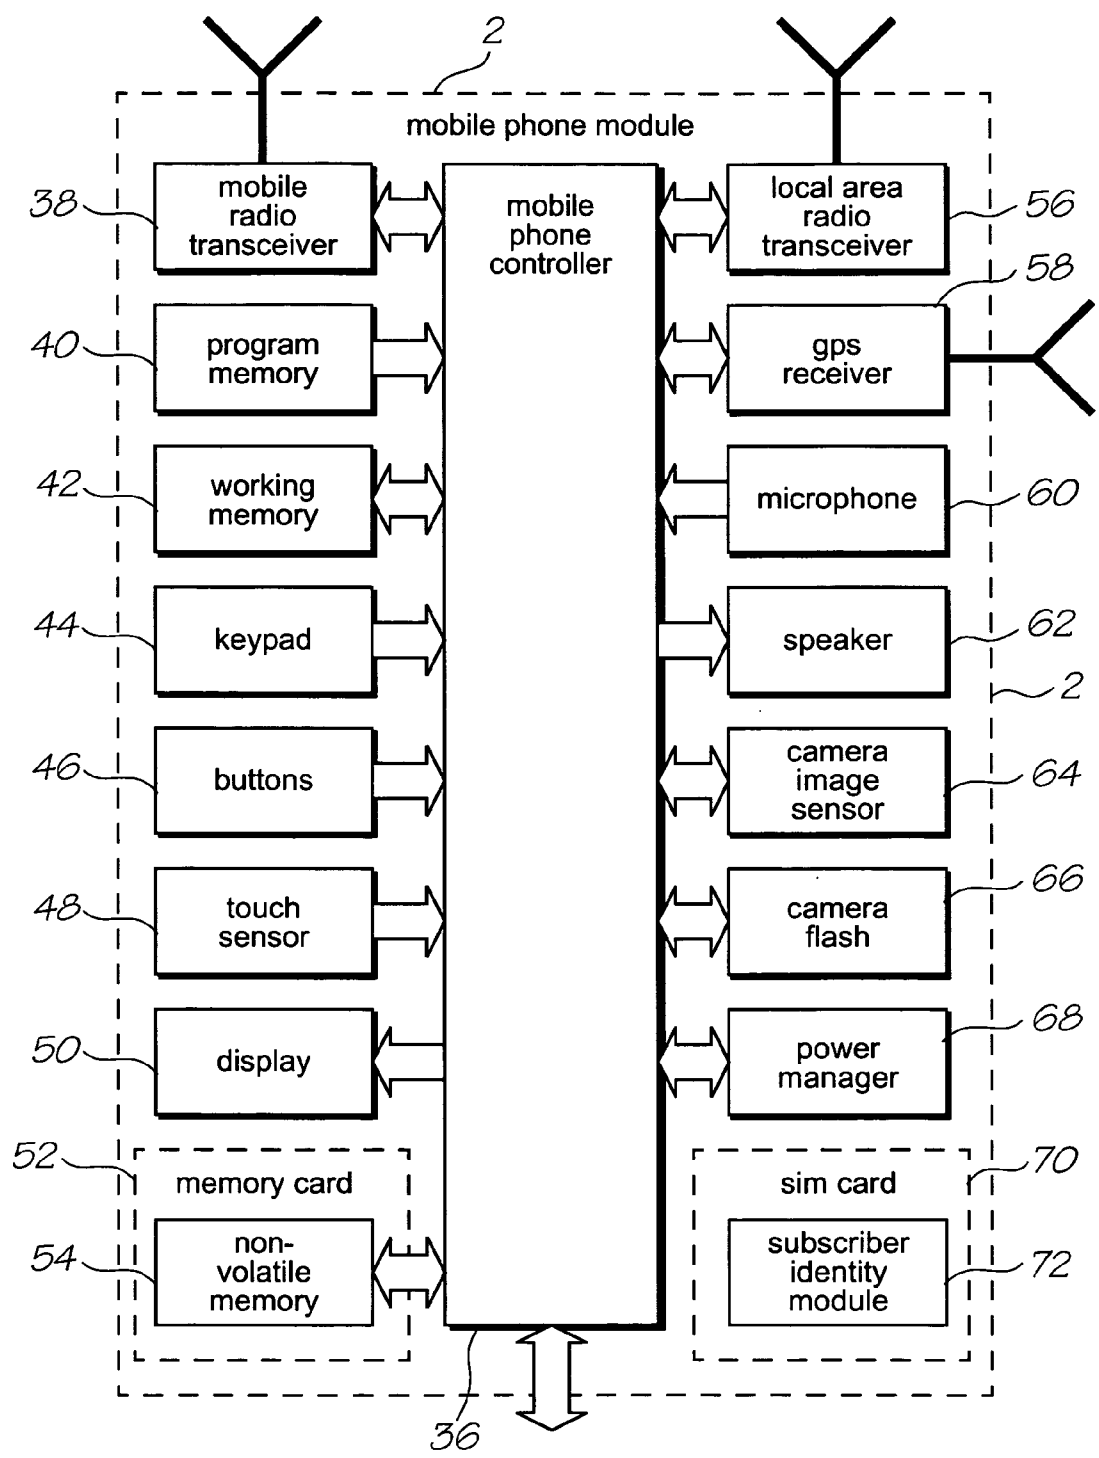 2
mobile phone module
38
mobile
radio
transceiver
mobile
phone
controller
local area
radio
transceiver
56
58
40
program
memory
gps
receiver
42
working
memory
microphone
60
44
keypad
speaker
62
2
46
buttons
camera
image
sensor
64
48
touch
sensor
camera
flash
66
50
display
power
manager
68
52
memory card
sim card
70
54
non-
volatile
memory
subscriber
identity
module
72
36